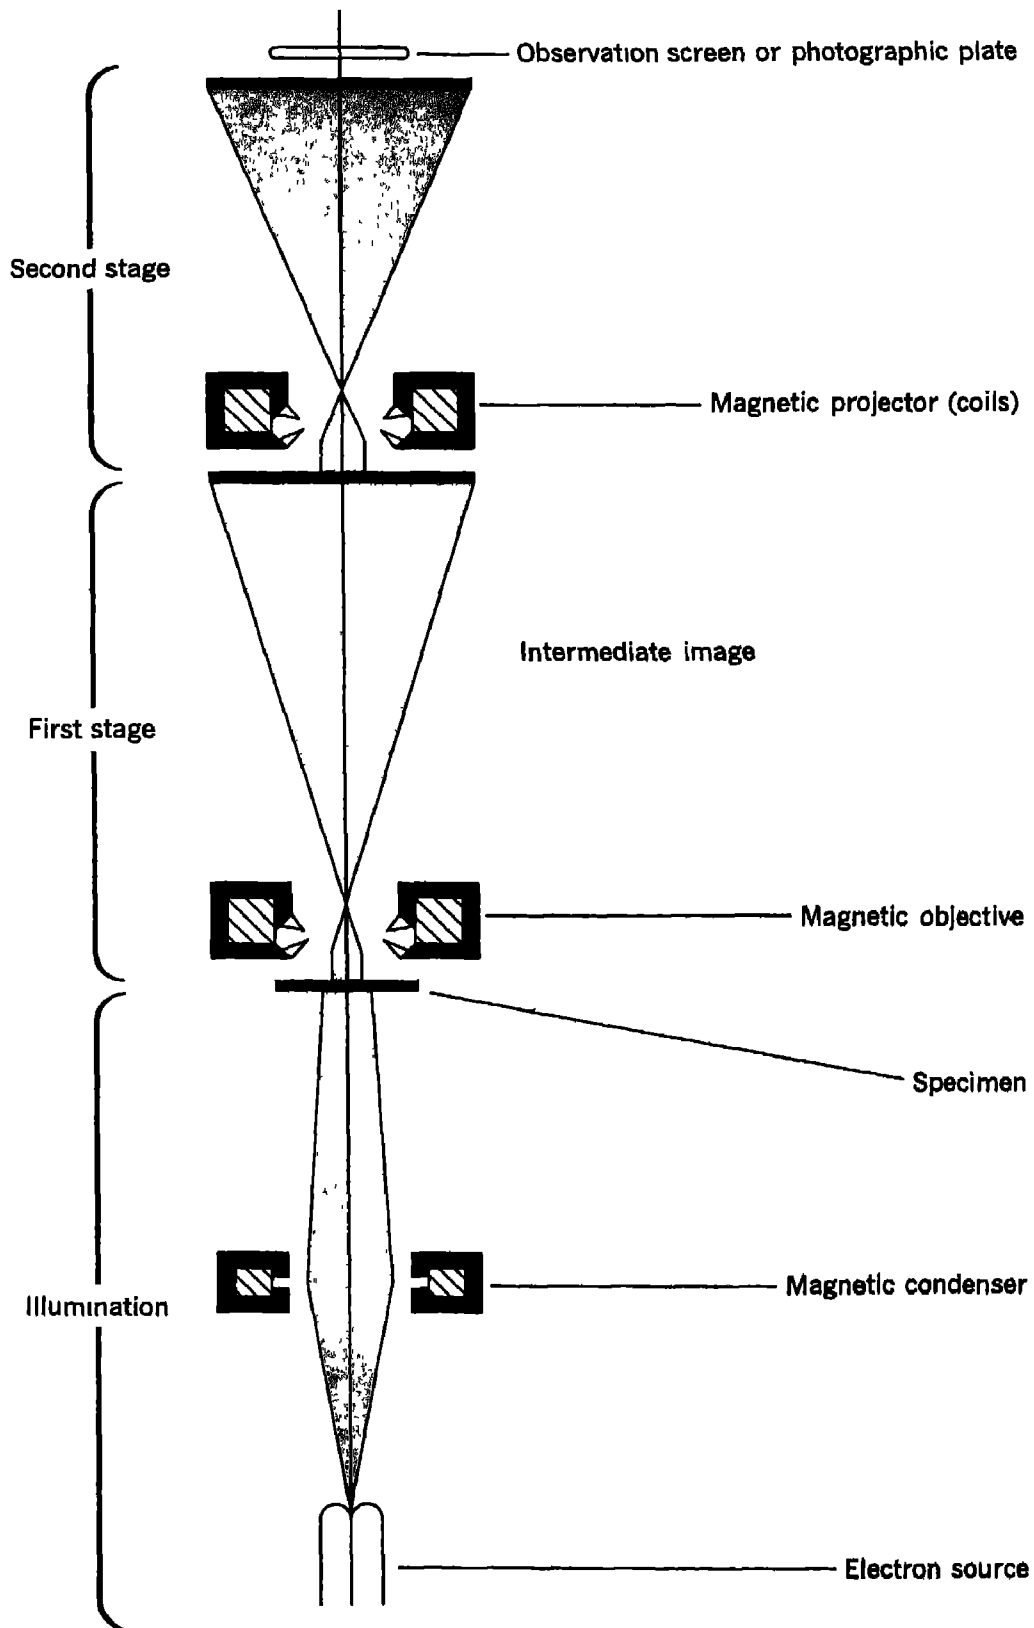 Observation screen or photographic plate
Second stage
Magnetic projector (coils)
Intermediate image
First stage
Magnetic objective
Specimen
Magnetic condenser
Illumination
Electron source